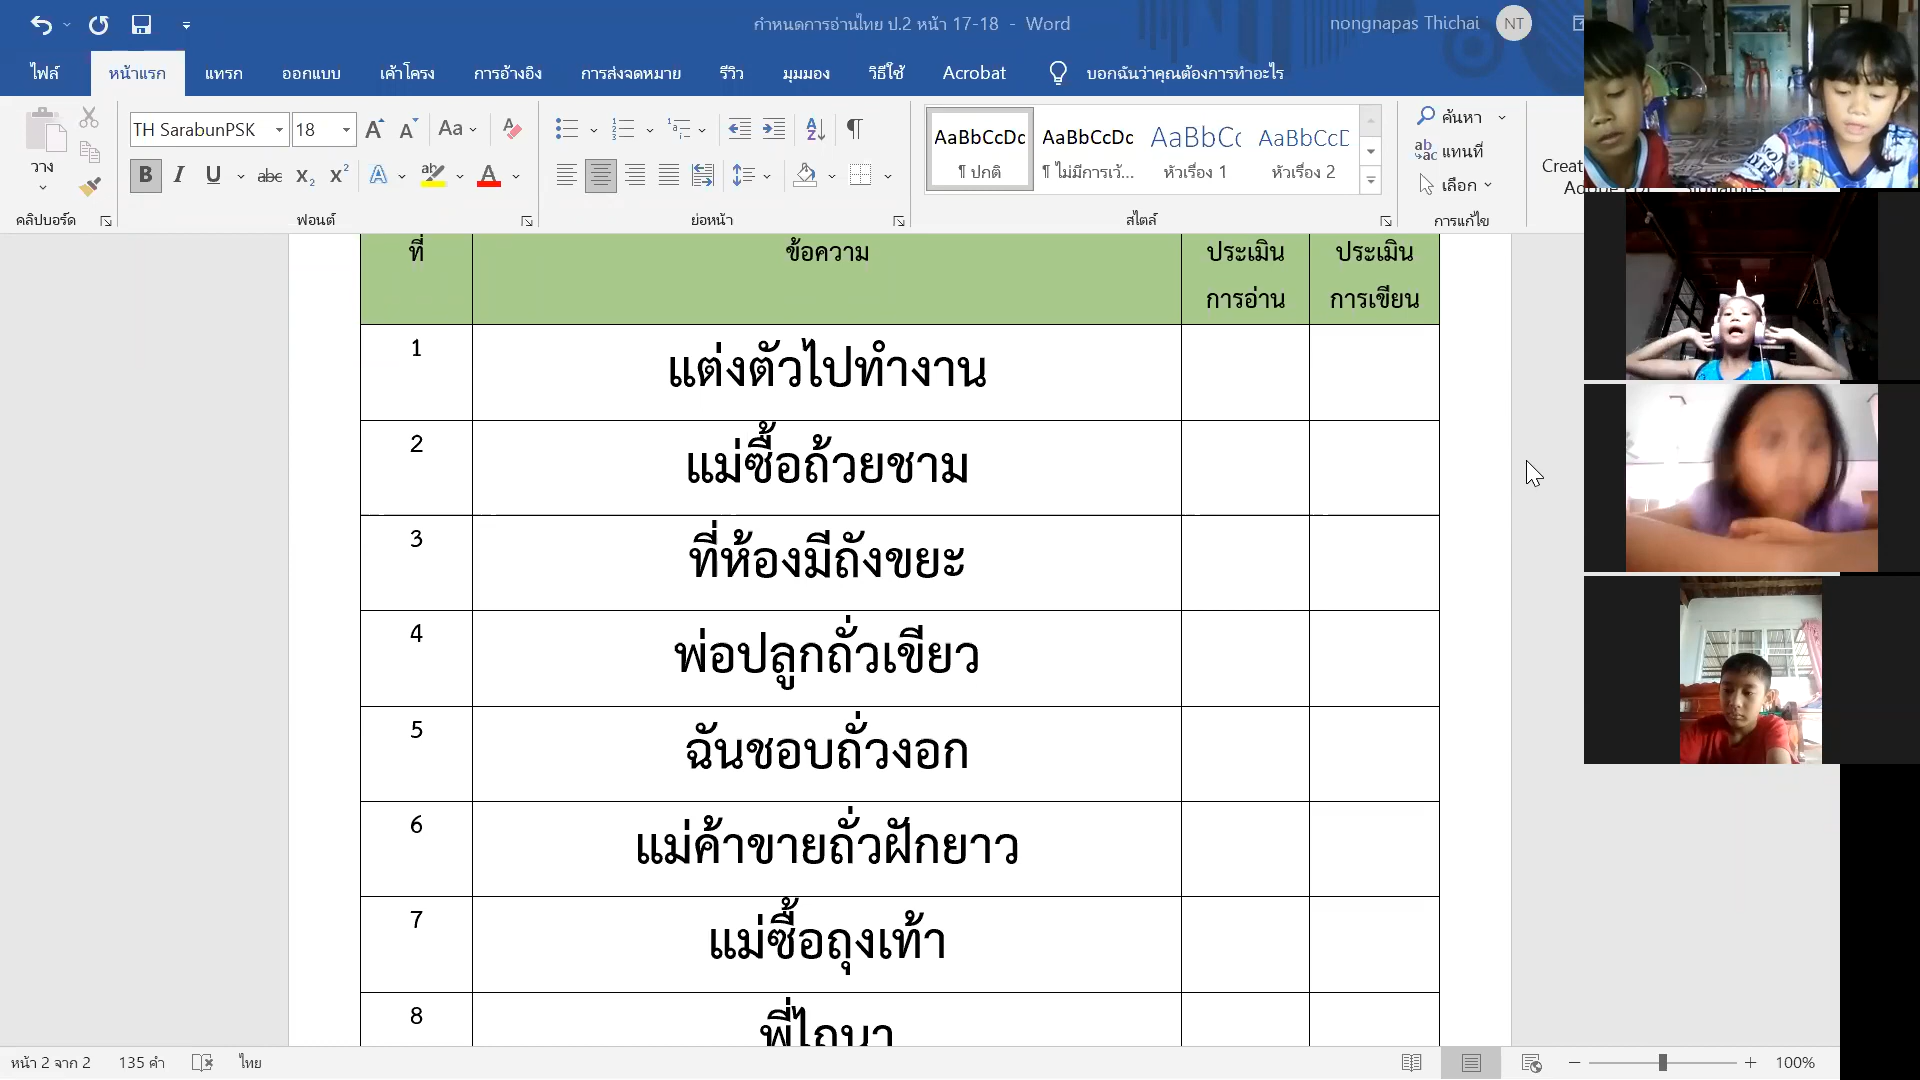 กำหนดการอ่านไทย ป.2 หน้า 17-18 - Word
nongnapas Thichai NT
ไฟล์ หน้าแรก แทรก ออกแบบ เค้าโครง การอ้างอิง การส่งจดหมาย รีวิว มุมมอง วิธีใช้ Acrobat บอกฉันว่าคุณต้องการทำอะไร
วาง
TH SarabunPSK 18
AaBbCcDc AaBbCcDc AaBbCc AaBbCcD
¶ ปกติ ¶ ไม่มีการเว้... หัวเรื่อง 1 หัวเรื่อง 2
ค้นหา
แทนที่
เลือก
คลิปบอร์ด ฟอนต์ ย่อหน้า สไตล์ การแก้ไข
ที่ ข้อความ ประเมิน ประเมิน
การอ่าน การเขียน
1 แต่งตัวไปทำงาน
2 แม่ซื้อถ้วยชาม
3 ที่ห้องมีถังขยะ
4 พ่อปลูกถั่วเขียว
5 ฉันชอบถั่วงอก
6 แม่ค้าขายถั่วฝักยาว
7 แม่ซื้อถุงเท้า
8 พี่ไถนา
หน้า 2 จาก 2 135 คำ ไทย 100%